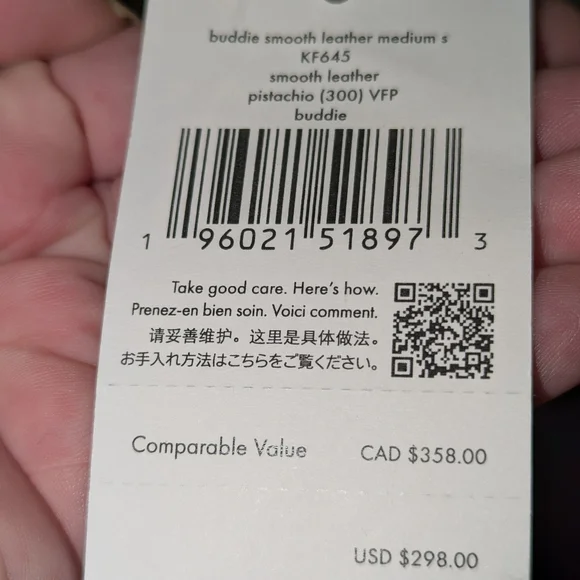 buddie smooth leather medium s
KF645
smooth leather
pistachio (300) VFP
buddie
1 96021 51897 3
Take good care. Here's how.
Prenez-en bien soin. Voici comment.
请妥善维护。这里是具体做法。
お手入れ方法はこちらをご覧ください。
Comparable Value CAD $358.00
USD $298.00